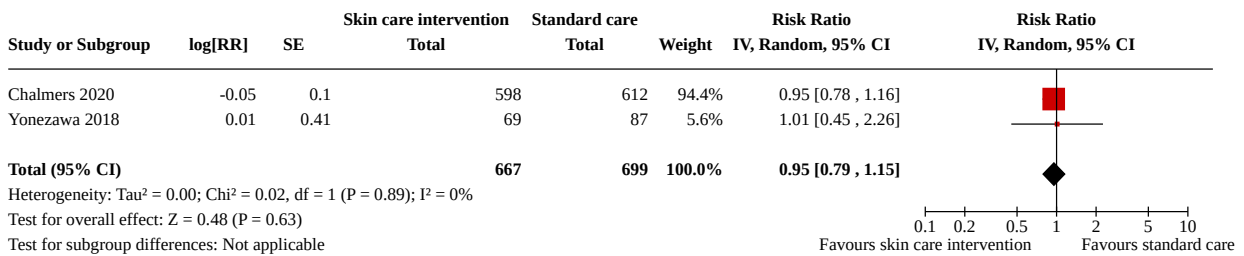 Skin care intervention Standard care Risk Ratio Risk Ratio
Study or Subgroup log[RR] SE Total Total Weight IV, Random, 95% CI IV, Random, 95% CI
Chalmers 2020 -0.05 0.1 598 612 94.4% 0.95 [0.78 , 1.16]
Yonezawa 2018 0.01 0.41 69 87 5.6% 1.01 [0.45 , 2.26]
Total (95% CI) 667 699 100.0% 0.95 [0.79 , 1.15]
Heterogeneity: Tau² = 0.00; Chi² = 0.02, df = 1 (P = 0.89); I² = 0%
Test for overall effect: Z = 0.48 (P = 0.63)
0.1 0.2 0.5 1 2 5 10
Test for subgroup differences: Not applicable Favours skin care intervention Favours standard care